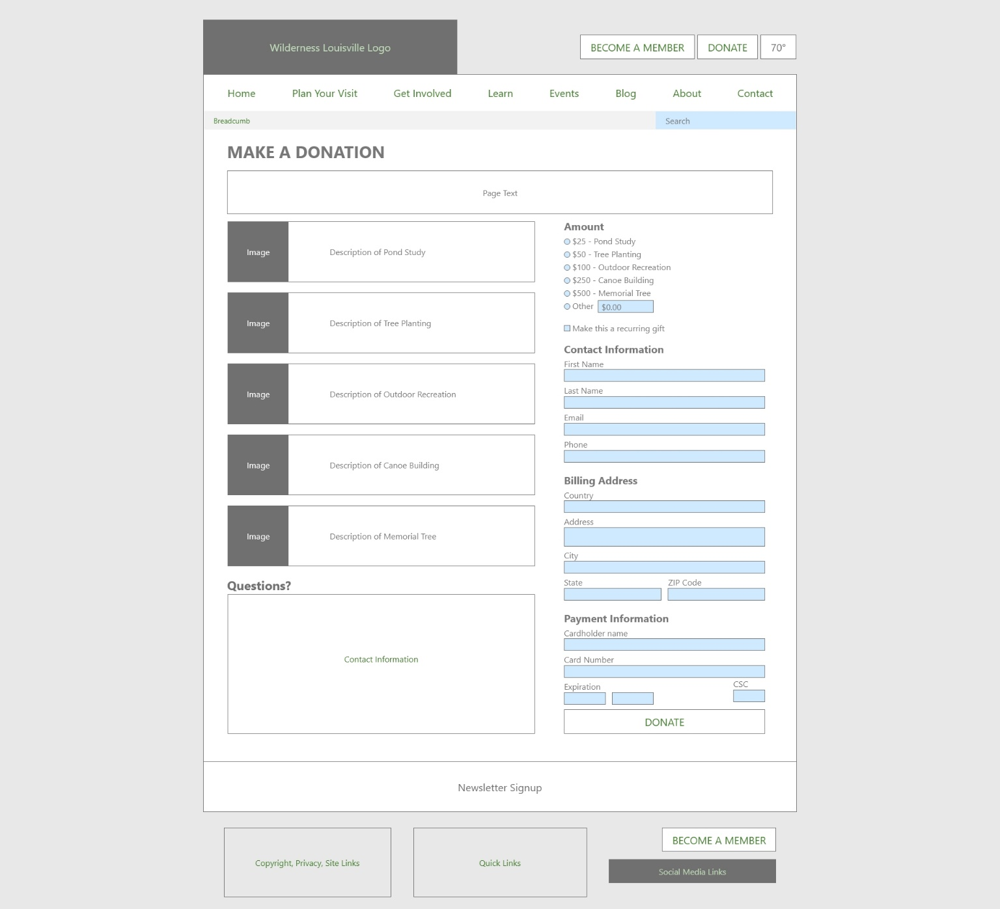 Wilderness Louisville Logo
BECOME A MEMBER
DONATE
70°
Home
Plan Your Visit
Get Involved
Learn
Events
Blog
About
Contact
Breadcumb
Search
MAKE A DONATION
Page Text
Image
Description of Pond Study
Image
Description of Tree Planting
Image
Description of Outdoor Recreation
Image
Description of Canoe Building
Image
Description of Memorial Tree
Questions?
Contact Information
Amount
$25 - Pond Study
$50 - Tree Planting
$100 - Outdoor Recreation
$250 - Canoe Building
$500 - Memorial Tree
Other $0.00
Make this a recurring gift
Contact Information
First Name
Last Name
Email
Phone
Billing Address
Country
Address
City
State
ZIP Code
Payment Information
Cardholder name
Card Number
Expiration
CSC
DONATE
Newsletter Signup
Copyright, Privacy, Site Links
Quick Links
BECOME A MEMBER
Social Media Links